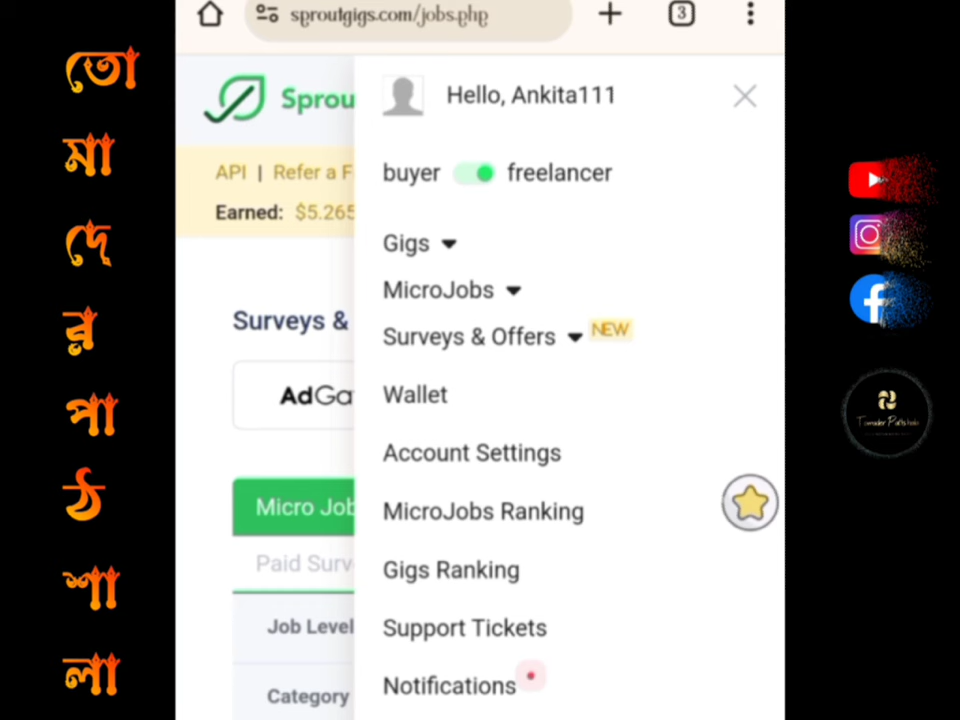 তো
মা
দে
র
পা
ঠ
শা
লা
sproutgigs.com/jobs.php
3
Sprou
API | Refer a F
Earned: $5.265
Surveys &
AdGa
Micro Job
Paid Surv
Job Level
Category
Hello, Ankita111
buyer freelancer
Gigs
MicroJobs
Surveys & Offers NEW
Wallet
Account Settings
MicroJobs Ranking
Gigs Ranking
Support Tickets
Notifications